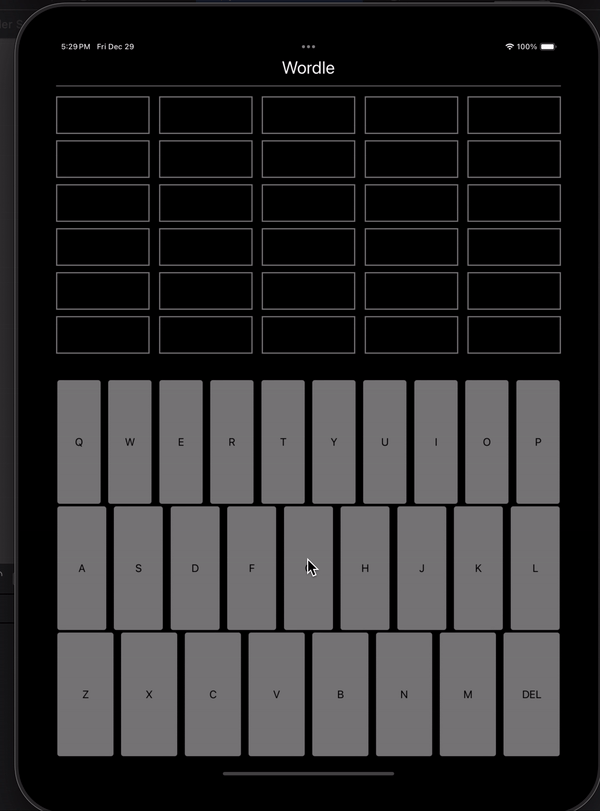 5:29 PM Fri Dec 29
100%
Wordle
Q W E R T Y U I O P
A S D F H J K L
Z X C V B N M DEL